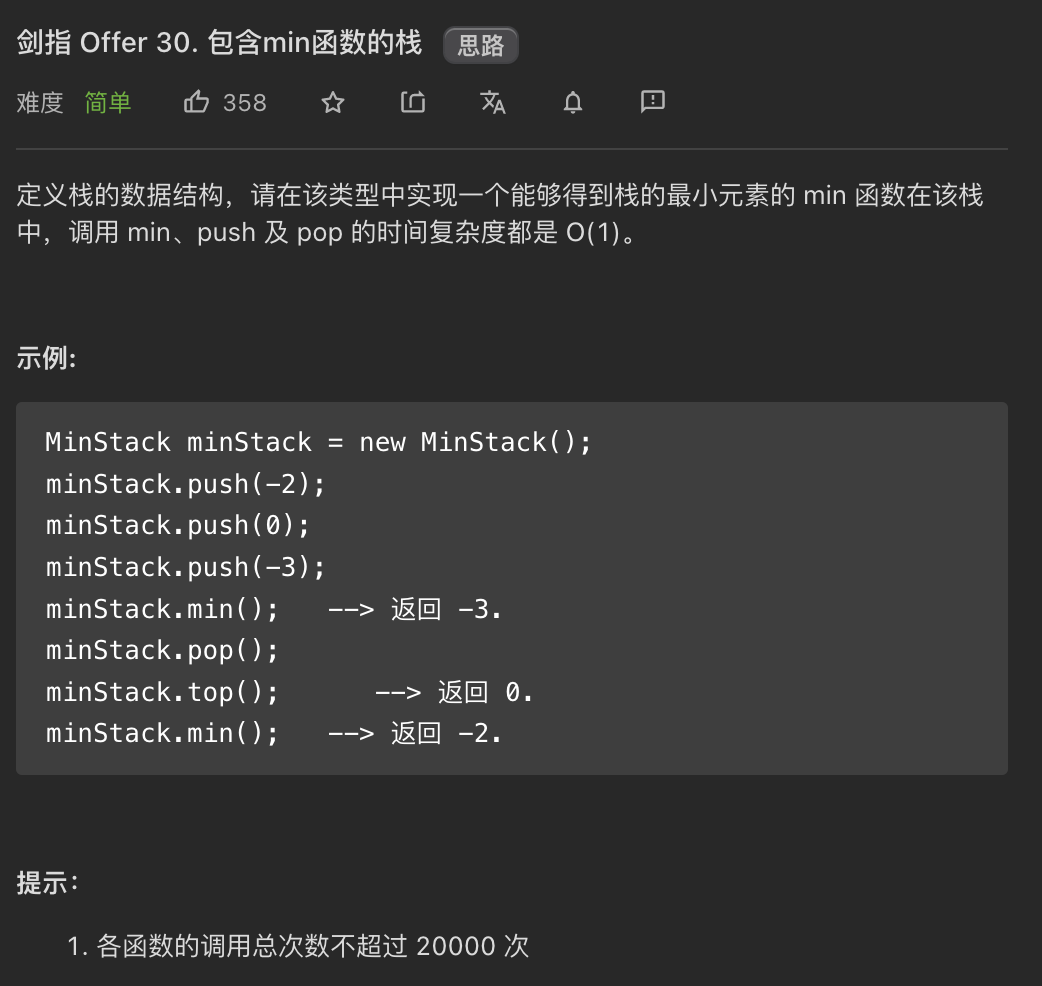 剑指 Offer 30. 包含min函数的栈 思路
难度 简单 358
定义栈的数据结构，请在该类型中实现一个能够得到栈的最小元素的 min 函数在该栈
中，调用 min、push 及 pop 的时间复杂度都是 O(1)。
示例:
MinStack minStack = new MinStack();
minStack.push(-2);
minStack.push(0);
minStack.push(-3);
minStack.min();   --> 返回 -3.
minStack.pop();
minStack.top();      --> 返回 0.
minStack.min();   --> 返回 -2.
提示：
1. 各函数的调用总次数不超过 20000 次